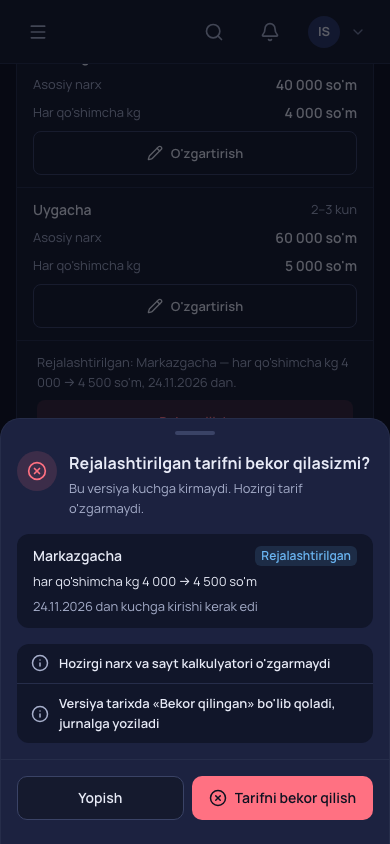 IS
Asosiy narx 40 000 so'm
Har qo'shimcha kg 4 000 so'm
O'zgartirish
Uygacha 2–3 kun
Asosiy narx 60 000 so'm
Har qo'shimcha kg 5 000 so'm
O'zgartirish
Rejalashtirilgan: Markazgacha — har qo'shimcha kg 4
000 → 4 500 so'm, 24.11.2026 dan.
Rejalashtirilgan tarifni bekor qilasizmi?
Bu versiya kuchga kirmaydi. Hozirgi tarif
o'zgarmaydi.
Markazgacha Rejalashtirilgan
har qo'shimcha kg 4 000 → 4 500 so'm
24.11.2026 dan kuchga kirishi kerak edi
Hozirgi narx va sayt kalkulyatori o'zgarmaydi
Versiya tarixda «Bekor qilingan» bo'lib qoladi,
jurnalga yoziladi
Yopish Tarifni bekor qilish